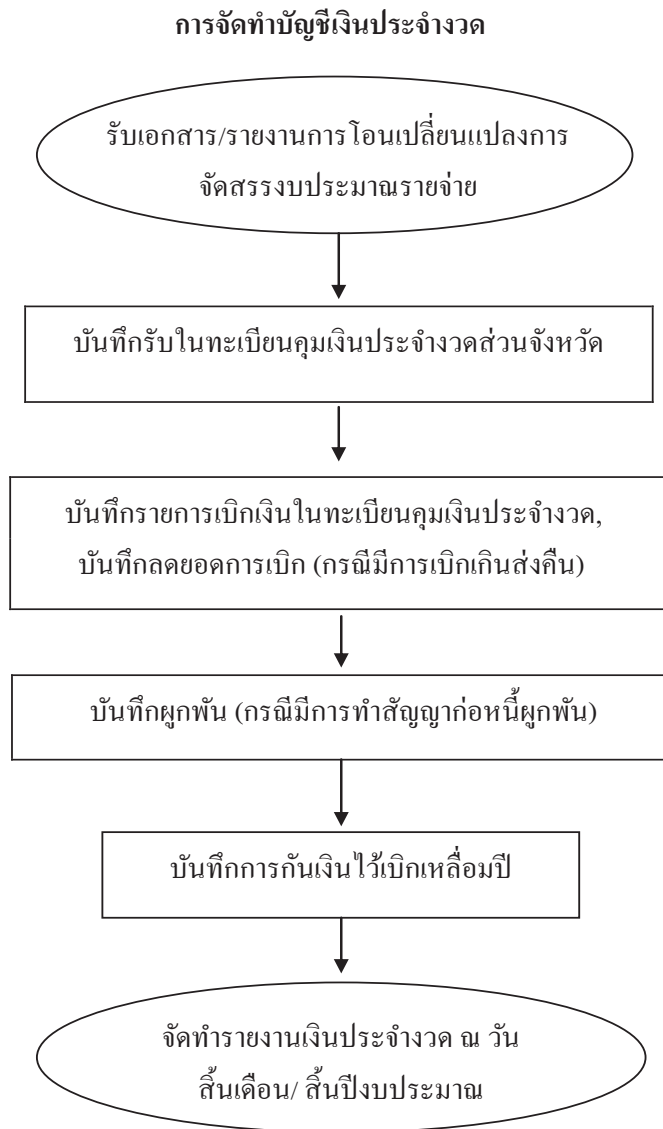 การจัดทำบัญชีเงินประจำงวด
รับเอกสาร/รายงานการโอนเปลี่ยนแปลงการ
จัดสรรงบประมาณรายจ่าย
บันทึกรับในทะเบียนคุมเงินประจำงวดส่วนจังหวัด
บันทึกรายการเบิกเงินในทะเบียนคุมเงินประจำงวด,
บันทึกลดยอดการเบิก (กรณีมีการเบิกเกินส่งคืน)
บันทึกผูกพัน (กรณีมีการทำสัญญาก่อหนี้ผูกพัน)
บันทึกการกันเงินไว้เบิกเหลื่อมปี
จัดทำรายงานเงินประจำงวด ณ วัน
สิ้นเดือน/ สิ้นปีงบประมาณ